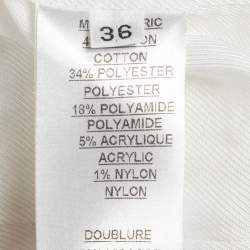 36
COTTON
34% POLYESTER
POLYESTER
18% POLYAMIDE
POLYAMIDE
5% ACRYLIQUE
ACRYLIC
1% NYLON
NYLON
DOUBLURE